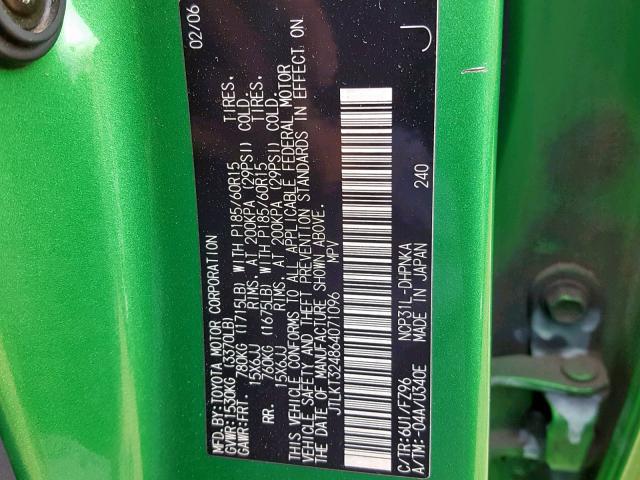 MFD.BY:TOYOTA MOTOR CORPORATION 02/06
GVWR:1530KG (3370LB)
GAWR:FRT. 780KG (1715LB) WITH P185/60R15 TIRES.
15X6JJ RIMS. AT 200KPA (29PSI) COLD.
RR. 760KG (1675LB) WITH P185/60R15 TIRES.
15X6JJ RIMS. AT 200KPA (29PSI) COLD.
THIS VEHICLE CONFORMS TO ALL APPLICABLE FEDERAL MOTOR
VEHICLE SAFETY AND THEFT PREVENTION STANDARDS IN EFFECT ON
THE DATE OF MANUFACTURE SHOWN ABOVE.
JTLKT324864071096 MPV
J
C/TR:6U1/FZ96 NCP31L-DHPNKA 240
A/TM:-04A/U340E MADE IN JAPAN